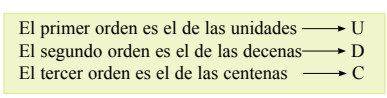 El primer orden es el de las unidades ⟶ U
El segundo orden es el de las decenas⟶ D
El tercer orden es el de las centenas ⟶ C